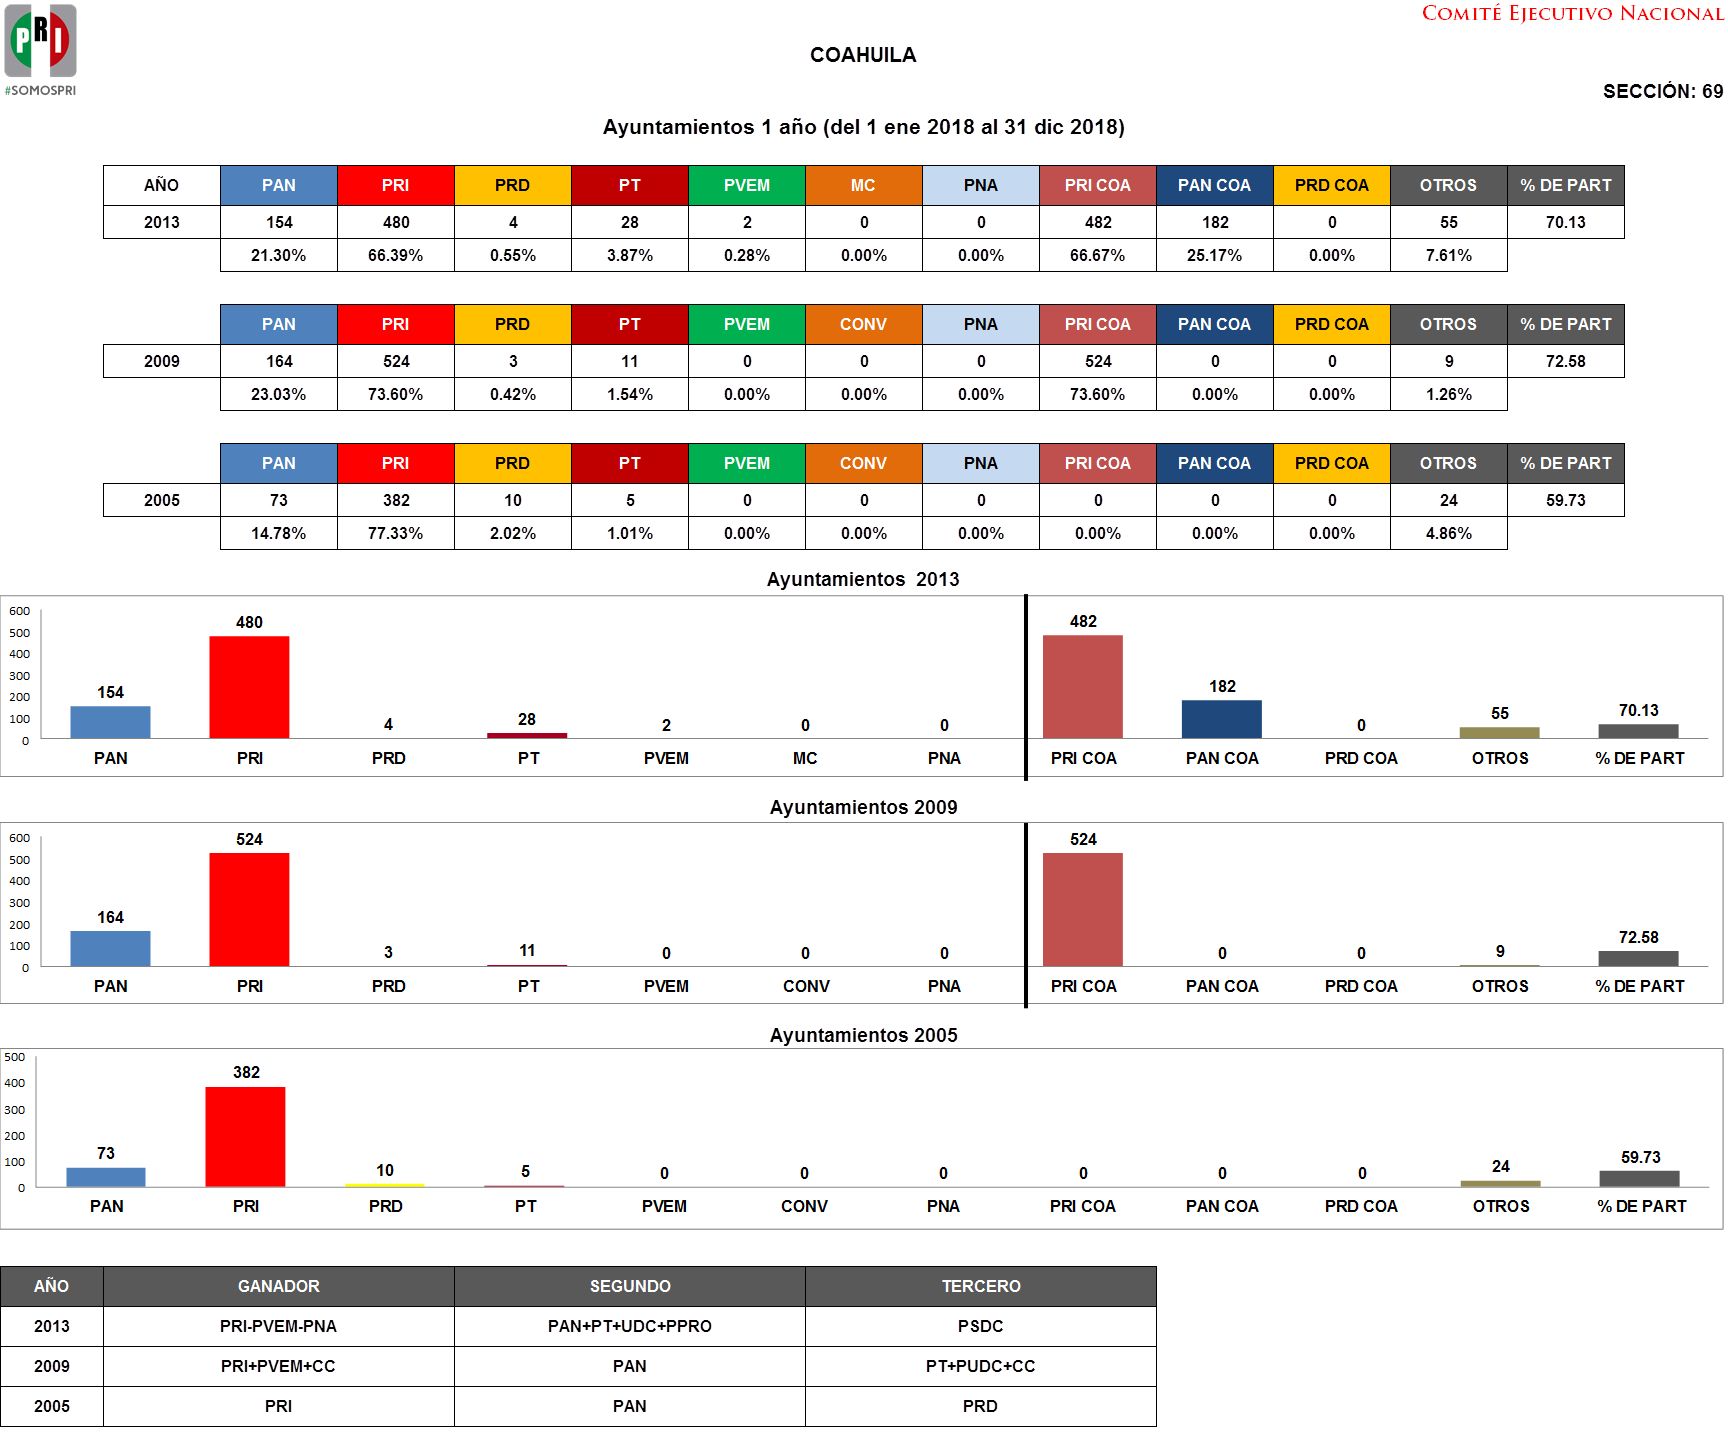 COMITÉ EJECUTIVO NACIONAL
PRI
#SOMOSPRI
COAHUILA
SECCIÓN: 69
Ayuntamientos 1 año (del 1 ene 2018 al 31 dic 2018)
AÑO PAN PRI PRD PT PVEM MC PNA PRI COA PAN COA PRD COA OTROS % DE PART
2013 154 480 4 28 2 0 0 482 182 0 55 70.13
21.30% 66.39% 0.55% 3.87% 0.28% 0.00% 0.00% 66.67% 25.17% 0.00% 7.61%
PAN PRI PRD PT PVEM CONV PNA PRI COA PAN COA PRD COA OTROS % DE PART
2009 164 524 3 11 0 0 0 524 0 0 9 72.58
23.03% 73.60% 0.42% 1.54% 0.00% 0.00% 0.00% 73.60% 0.00% 0.00% 1.26%
PAN PRI PRD PT PVEM CONV PNA PRI COA PAN COA PRD COA OTROS % DE PART
2005 73 382 10 5 0 0 0 0 0 0 24 59.73
14.78% 77.33% 2.02% 1.01% 0.00% 0.00% 0.00% 0.00% 0.00% 0.00% 4.86%
Ayuntamientos 2013
600
500
400
300
200
100
0
154 480 4 28 2 0 0 482 182 0 55 70.13
PAN PRI PRD PT PVEM MC PNA PRI COA PAN COA PRD COA OTROS % DE PART
Ayuntamientos 2009
600
500
400
300
200
100
0
164 524 3 11 0 0 0 524 0 0 9 72.58
PAN PRI PRD PT PVEM CONV PNA PRI COA PAN COA PRD COA OTROS % DE PART
Ayuntamientos 2005
500
400
300
200
100
0
73 382 10 5 0 0 0 0 0 0 24 59.73
PAN PRI PRD PT PVEM CONV PNA PRI COA PAN COA PRD COA OTROS % DE PART
AÑO GANADOR SEGUNDO TERCERO
2013 PRI-PVEM-PNA PAN+PT+UDC+PPRO PSDC
2009 PRI+PVEM+CC PAN PT+PUDC+CC
2005 PRI PAN PRD